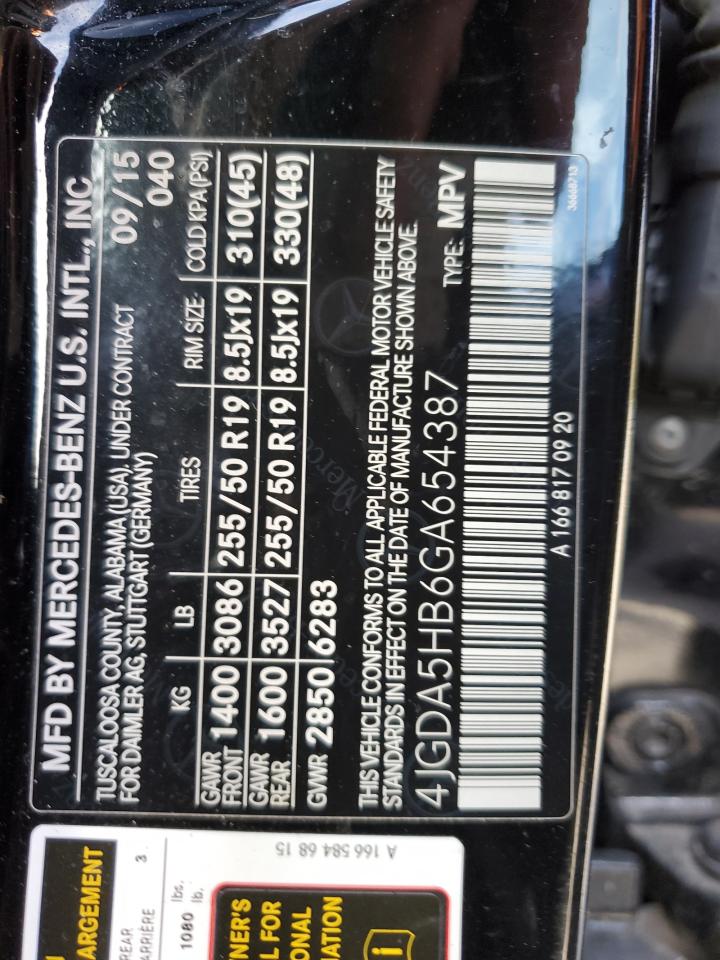 MFD BY MERCEDES-BENZ U.S. INTL., INC
TUSCALOOSA COUNTY, ALABAMA (USA), UNDER CONTRACT 09/15
FOR DAIMLER AG, STUTTGART (GERMANY) 040
KG LB TIRES RIM SIZE COLD KPA (PSI)
GAWR FRONT 1400 3086 255/50 R19 8.5Jx19 310(45)
GAWR REAR 1600 3527 255/50 R19 8.5Jx19 330(48)
GVWR 2850 6283
THIS VEHICLE CONFORMS TO ALL APPLICABLE FEDERAL MOTOR VEHICLE SAFETY
STANDARDS IN EFFECT ON THE DATE OF MANUFACTURE SHOWN ABOVE.
4JGDA5HB6GA654387 TYPE: MPV
A 166 817 09 20
36668713
A 166 584 68 15
ARGEMENT
REAR
ARRIÈRE 3
1080 lbs.
lb.
NER'S
L FOR
ONAL
ATION